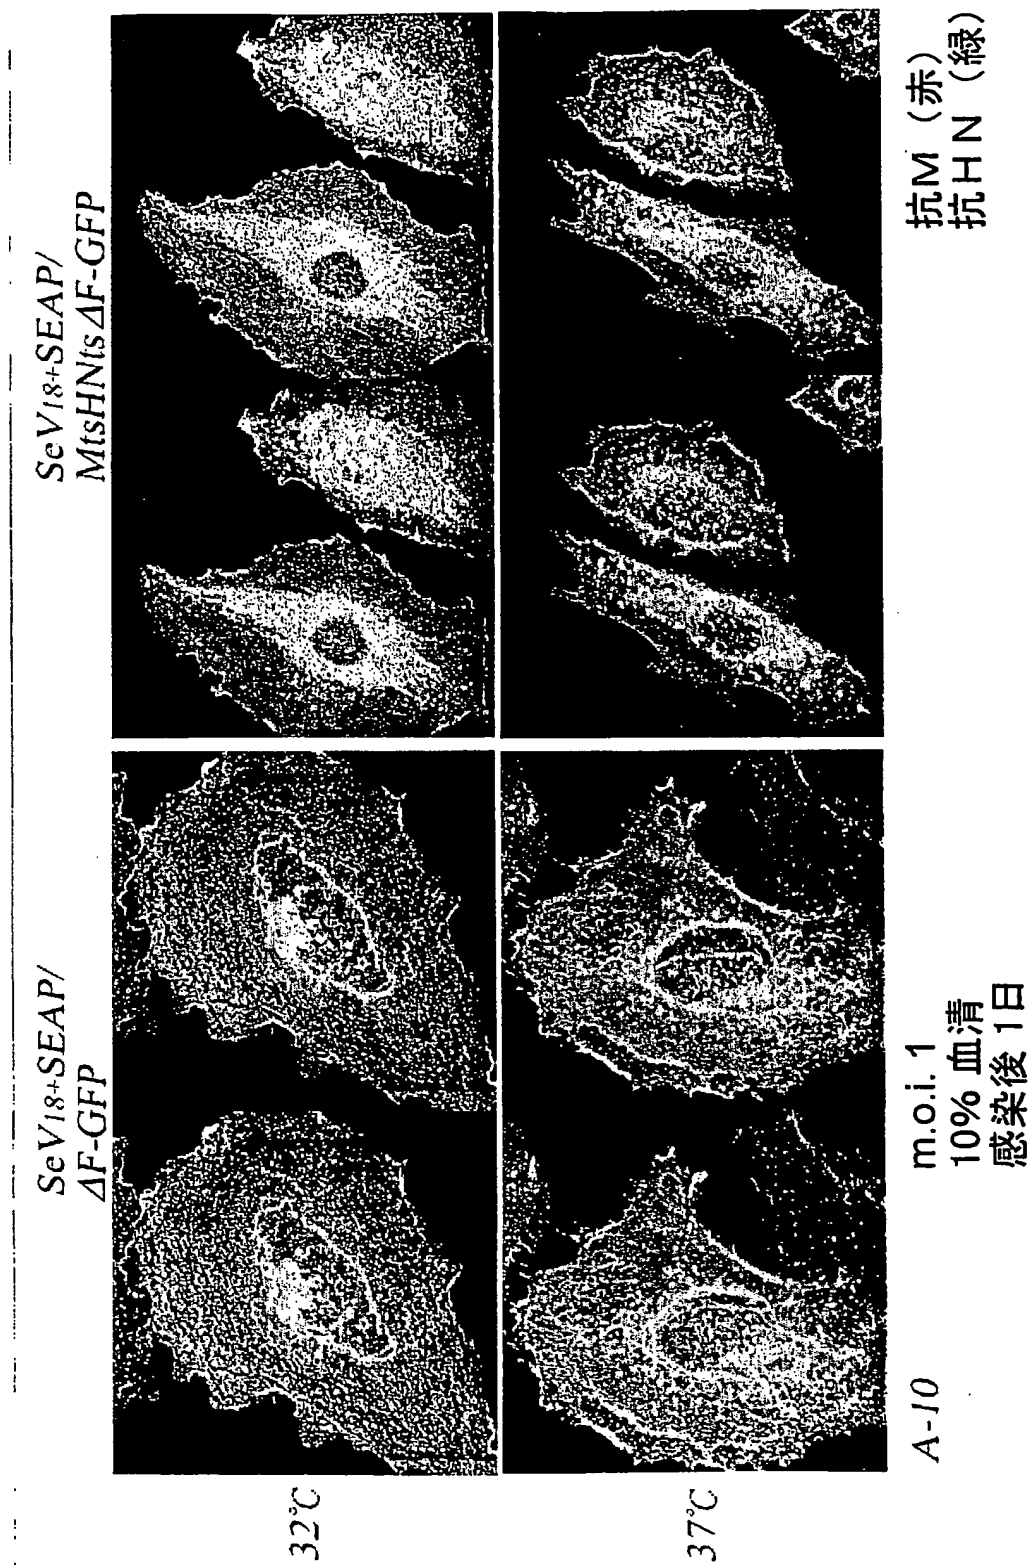 SeV18+SEAP/
ΔF-GFP
SeV18+SEAP/
MtsHNtsΔF-GFP
32℃
37℃
A-10
m.o.i. 1
10% 血清
感染後 1日
抗M (赤)
抗HN (緑)